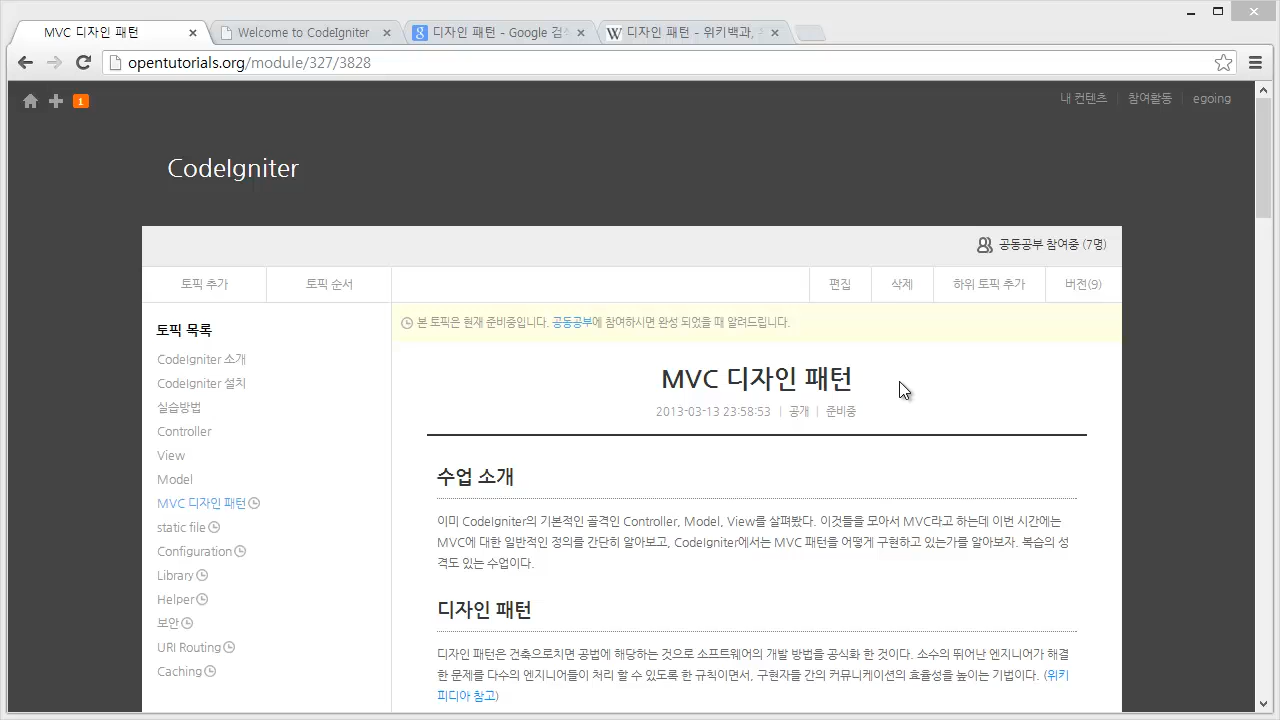 MVC 디자인 패턴
Welcome to CodeIgniter
디자인 패턴 - Google 검
디자인 패턴 - 위키백과,
opentutorials.org/module/327/3828
1
내 컨텐츠
참여활동
egoing
CodeIgniter
공동공부 참여중 (7명)
토픽 추가
토픽 순서
편집
삭제
하위 토픽 추가
버전(9)
토픽 목록
CodeIgniter 소개
CodeIgniter 설치
실습방법
Controller
View
Model
MVC 디자인 패턴
static file
Configuration
Library
Helper
보안
URI Routing
Caching
본 토픽은 현재 준비중입니다. 공동공부에 참여하시면 완성 되었을 때 알려드립니다.
MVC 디자인 패턴
2013-03-13 23:58:53 | 공개 | 준비중
수업 소개
이미 CodeIgniter의 기본적인 골격인 Controller, Model, View를 살펴봤다. 이것들을 모아서 MVC라고 하는데 이번 시간에는
MVC에 대한 일반적인 정의를 간단히 알아보고, CodeIgniter에서는 MVC 패턴을 어떻게 구현하고 있는가를 알아보자. 복습의 성
격도 있는 수업이다.
디자인 패턴
디자인 패턴은 건축으로치면 공법에 해당하는 것으로 소프트웨어의 개발 방법을 공식화 한 것이다. 소수의 뛰어난 엔지니어가 해결
한 문제를 다수의 엔지니어들이 처리 할 수 있도록 한 규칙이면서, 구현자들 간의 커뮤니케이션의 효율성을 높이는 기법이다. (위키
피디아 참고)